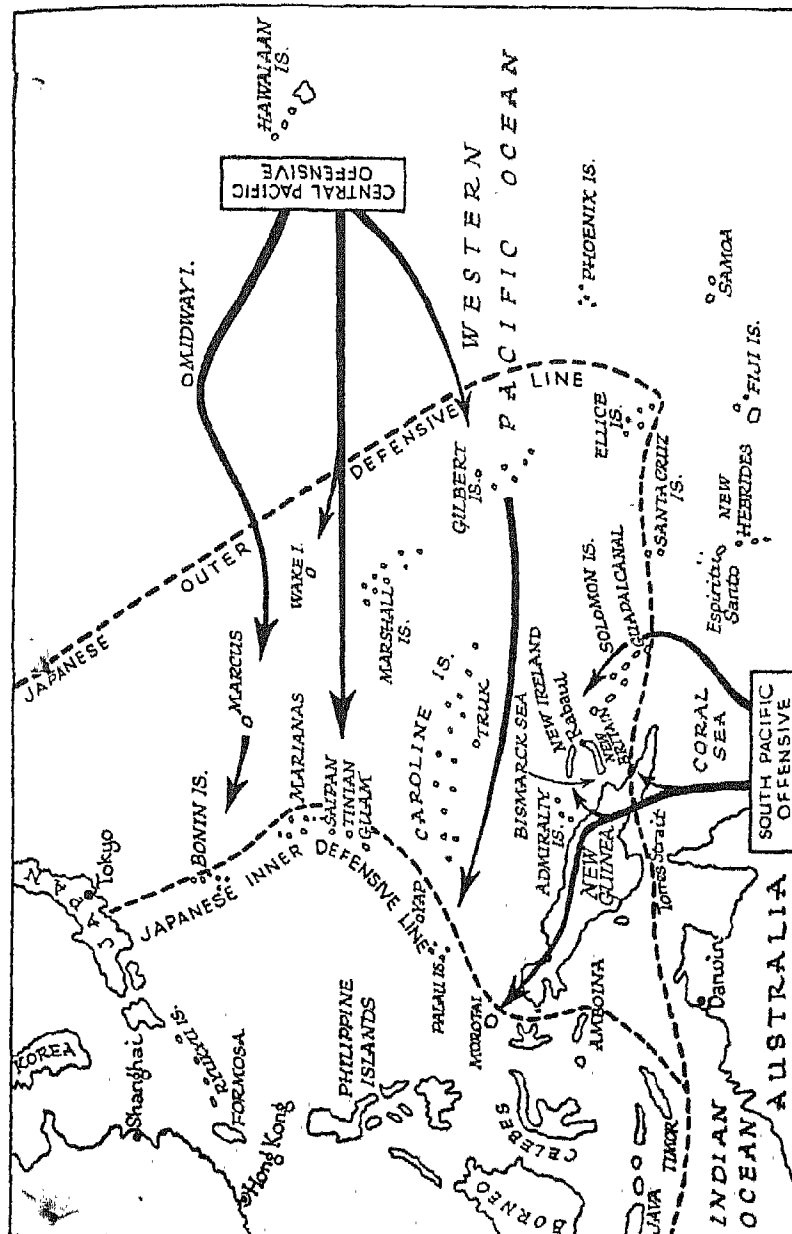 HAWAIAAN
IS.
CENTRAL PACIFIC
OFFENSIVE
MIDWAY I.
WESTERN
PACIFIC OCEAN
PHOENIX IS.
SAMOA
FIJI IS.
ELLICE
IS.
SANTA CRUZ
IS.
NEW
HEBRIDES
Espiritu
Santo
GILBERT
IS.
JAPANESE OUTER DEFENSIVE LINE
WAKE I.
MARSHALL
IS.
MARCUS
CAROLINE IS.
TRUK
SOLOMON IS.
GUADALCANAL
NEW IRELAND
Rabaul
NEW
BRITAIN
BISMARCK SEA
ADMIRALTY
IS.
CORAL
SEA
SOUTH PACIFIC
OFFENSIVE
NEW
GUINEA
Torres Strait
BONIN IS.
MARIANAS
SAIPAN
TINIAN
GUAM
JAPANESE INNER DEFENSIVE LINE
YAP
PALAU IS.
MOROTAI
AMBOINA
JAPAN
Tokyo
KOREA
Shanghai
RYUKYU IS.
FORMOSA
Hong Kong
PHILIPPINE
ISLANDS
CELEBES
BORNEO
JAVA
TIMOR
Darwin
AUSTRALIA
INDIAN
OCEAN